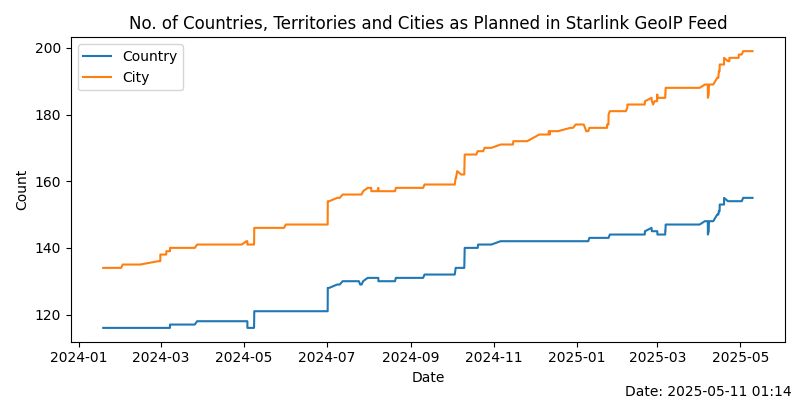 No. of Countries, Territories and Cities as Planned in Starlink GeoIP Feed
Country
City
200
180
160
140
120
Count
2024-01 2024-03 2024-05 2024-07 2024-09 2024-11 2025-01 2025-03 2025-05
Date
Date: 2025-05-11 01:14